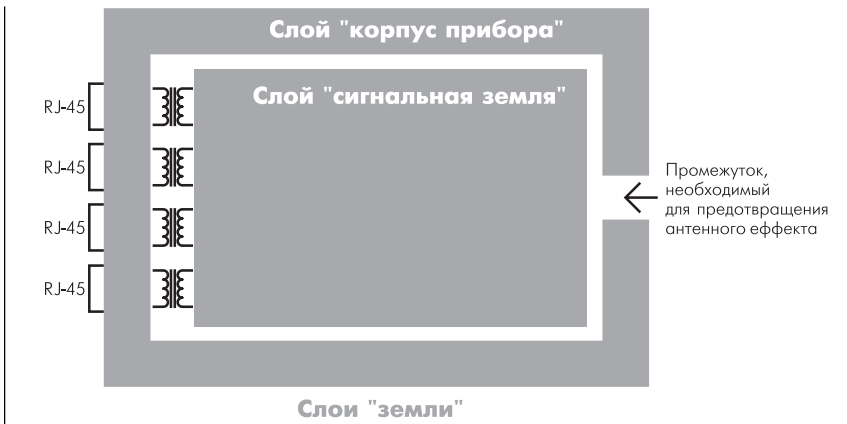 Слой "корпус прибора"
Слой "сигнальная земля"
RJ-45
RJ-45
RJ-45
RJ-45
Промежуток,
необходимый
для предотвращения
антенного еффекта
Слои "земли"